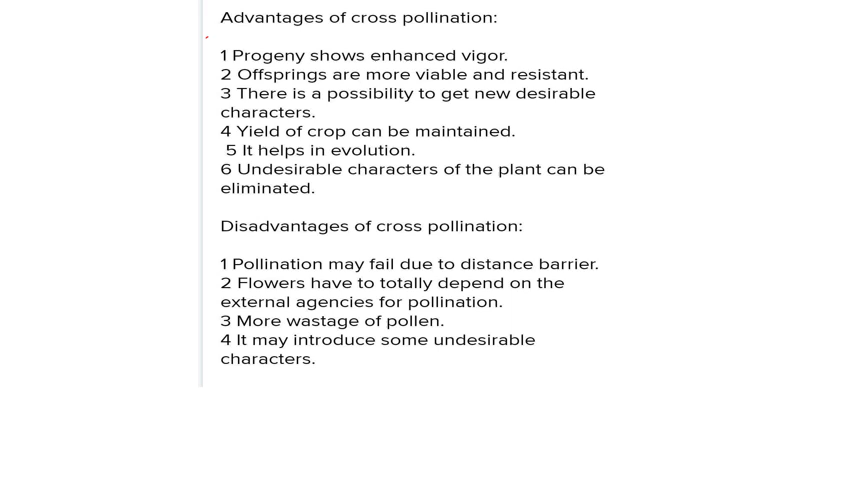 Advantages of cross pollination:
1 Progeny shows enhanced vigor.
2 Offsprings are more viable and resistant.
3 There is a possibility to get new desirable
characters.
4 Yield of crop can be maintained.
5 It helps in evolution.
6 Undesirable characters of the plant can be
eliminated.
Disadvantages of cross pollination:
1 Pollination may fail due to distance barrier.
2 Flowers have to totally depend on the
external agencies for pollination.
3 More wastage of pollen.
4 It may introduce some undesirable
characters.